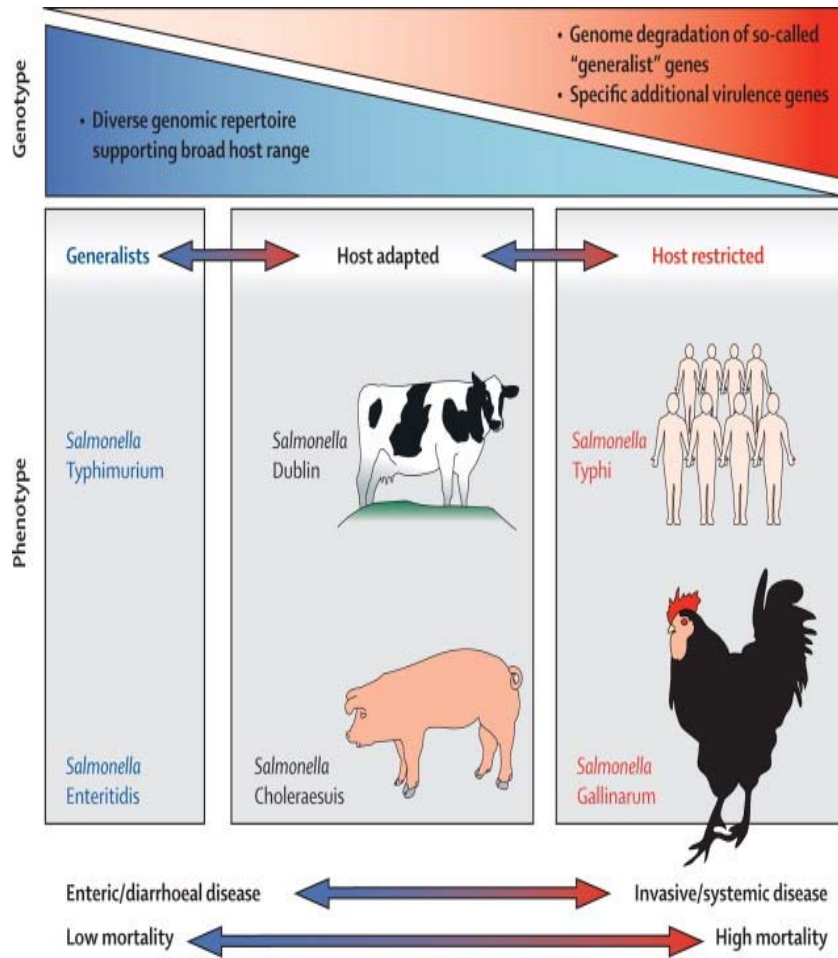 Genotype
• Genome degradation of so-called
"generalist" genes
• Specific additional virulence genes
• Diverse genomic repertoire
supporting broad host range
Phenotype
Generalists
Host adapted
Host restricted
Salmonella
Typhimurium
Salmonella
Dublin
Salmonella
Typhi
Salmonella
Enteritidis
Salmonella
Choleraesuis
Salmonella
Gallinarum
Enteric/diarrhoeal disease
Invasive/systemic disease
Low mortality
High mortality